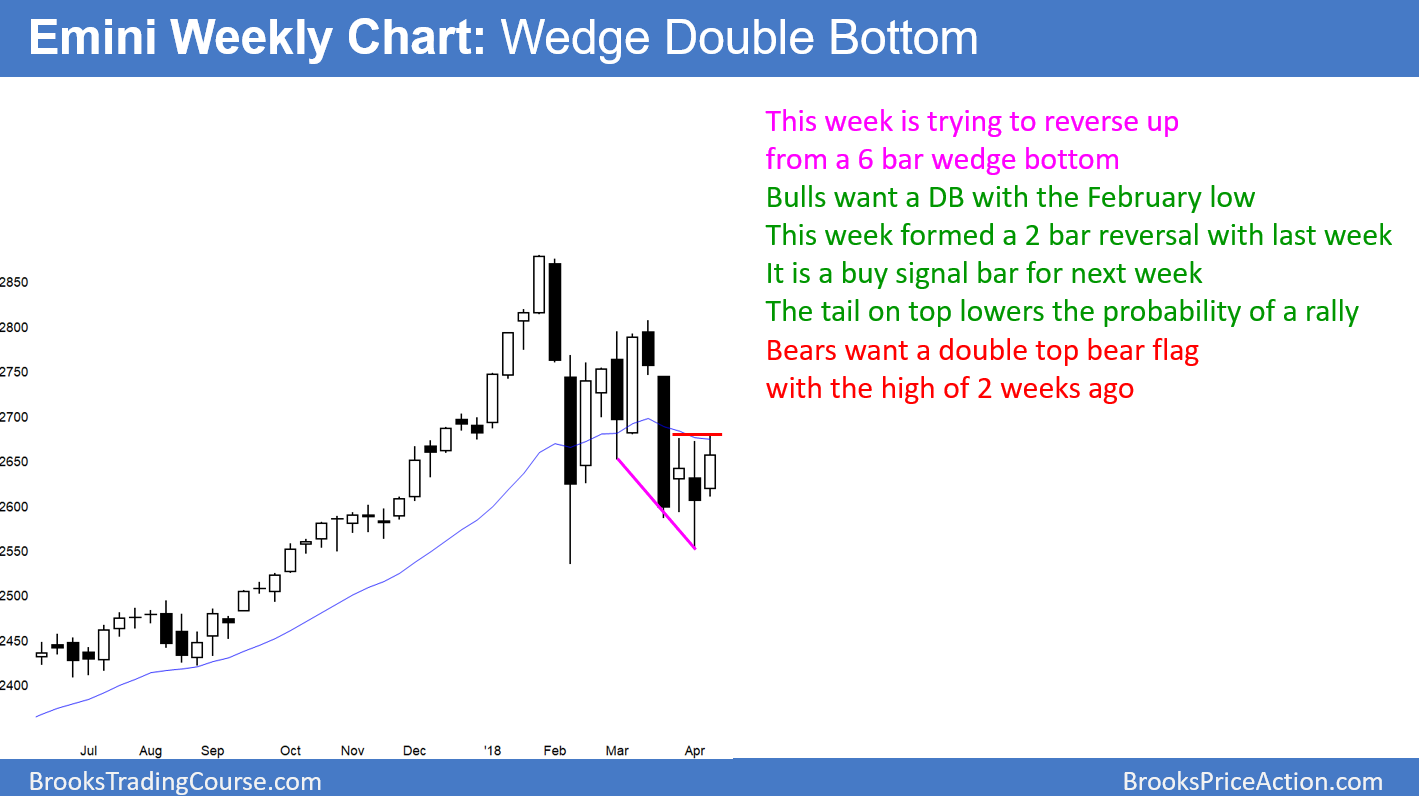 Emini Weekly Chart: Wedge Double Bottom
This week is trying to reverse up
from a 6 bar wedge bottom
Bulls want a DB with the February low
This week formed a 2 bar reversal with last week
It is a buy signal bar for next week
The tail on top lowers the probability of a rally
Bears want a double top bear flag
with the high of 2 weeks ago
2850
2800
2750
2700
2650
2600
2550
2500
2450
2400
Jul Aug Sep Oct Nov Dec '18 Feb Mar Apr
BrooksTradingCourse.com BrooksPriceAction.com